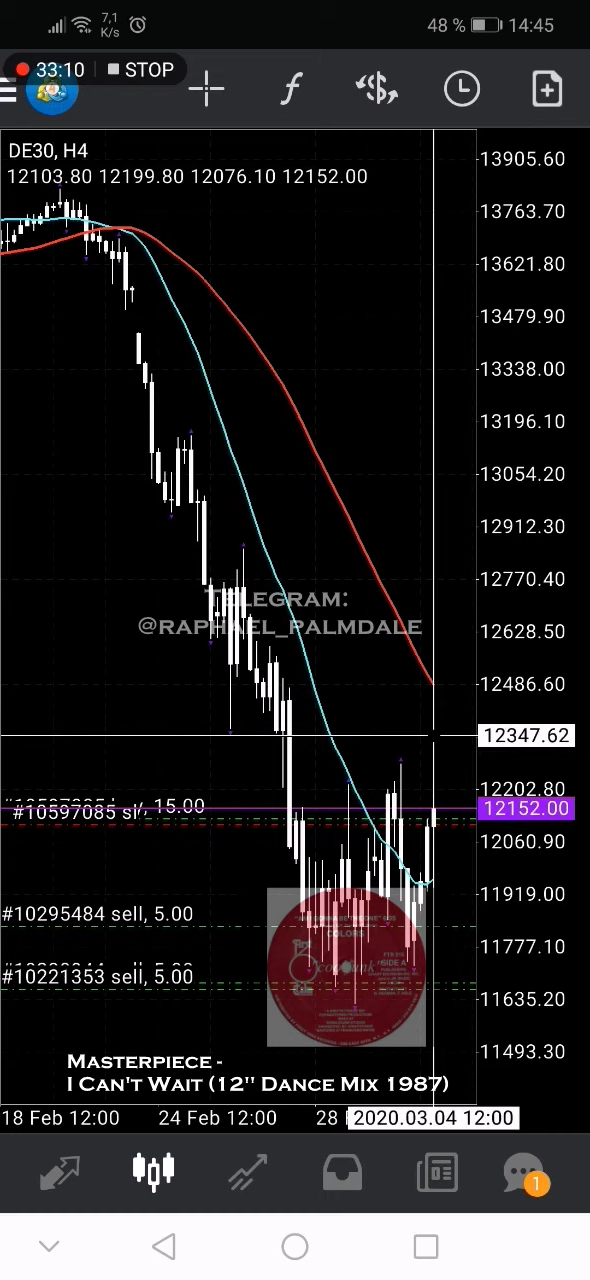 7,1
K/s
48 %
14:45
33:10
STOP
DE30, H4
12103.80 12199.80 12076.10 12152.00
13905.60
13763.70
13621.80
13479.90
13338.00
13196.10
13054.20
12912.30
12770.40
12628.50
12486.60
12347.62
12202.80
12152.00
12060.90
11919.00
11777.10
11635.20
11493.30
TELEGRAM:
@RAPHAEL_PALMDALE
15.00
#10597085 sl
#10295484 sell, 5.00
#10221353 sell, 5.00
COLORS
SIDE A
MASTERPIECE -
I CAN'T WAIT (12'' DANCE MIX 1987)
18 Feb 12:00
24 Feb 12:00
28
2020.03.04 12:00
1